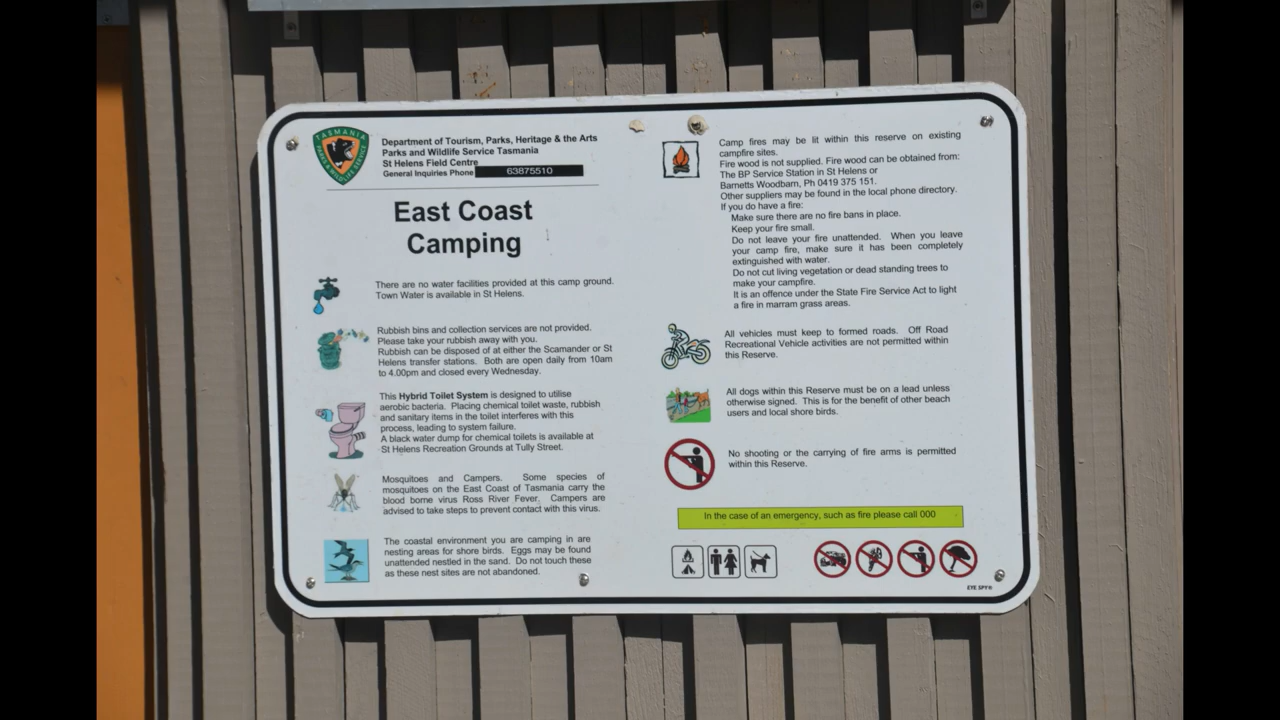 TASMANIA
PARKS & WILDLIFE SERVICE
Department of Tourism, Parks, Heritage & the Arts
Parks and Wildlife Service Tasmania
St Helens Field Centre
General Inquiries Phone 63875510
East Coast
Camping
There are no water facilities provided at this camp ground.
Town Water is available in St Helens.
Rubbish bins and collection services are not provided.
Please take your rubbish away with you.
Rubbish can be disposed of at either the Scamander or St
Helens transfer stations. Both are open daily from 10am
to 4.00pm and closed every Wednesday.
This Hybrid Toilet System is designed to utilise
aerobic bacteria. Placing chemical toilet waste, rubbish
and sanitary items in the toilet interferes with this
process, leading to system failure.
A black water dump for chemical toilets is available at
St Helens Recreation Grounds at Tully Street.
Mosquitoes and Campers. Some species of
mosquitoes on the East Coast of Tasmania carry the
blood borne virus Ross River Fever. Campers are
advised to take steps to prevent contact with this virus.
The coastal environment you are camping in are
nesting areas for shore birds. Eggs may be found
unattended nestled in the sand. Do not touch these
as these nest sites are not abandoned.
Camp fires may be lit within this reserve on existing
campfire sites.
Fire wood is not supplied. Fire wood can be obtained from:
The BP Service Station in St Helens or
Barnetts Woodbarn, Ph 0419 375 151.
Other suppliers may be found in the local phone directory.
If you do have a fire:
Make sure there are no fire bans in place.
Keep your fire small.
Do not leave your fire unattended. When you leave
your camp fire, make sure it has been completely
extinguished with water.
Do not cut living vegetation or dead standing trees to
make your campfire.
It is an offence under the State Fire Service Act to light
a fire in marram grass areas.
All vehicles must keep to formed roads. Off Road
Recreational Vehicle activities are not permitted within
this Reserve.
All dogs within this Reserve must be on a lead unless
otherwise signed. This is for the benefit of other beach
users and local shore birds.
No shooting or the carrying of fire arms is permitted
within this Reserve.
In the case of an emergency, such as fire please call 000
EYE SPY®